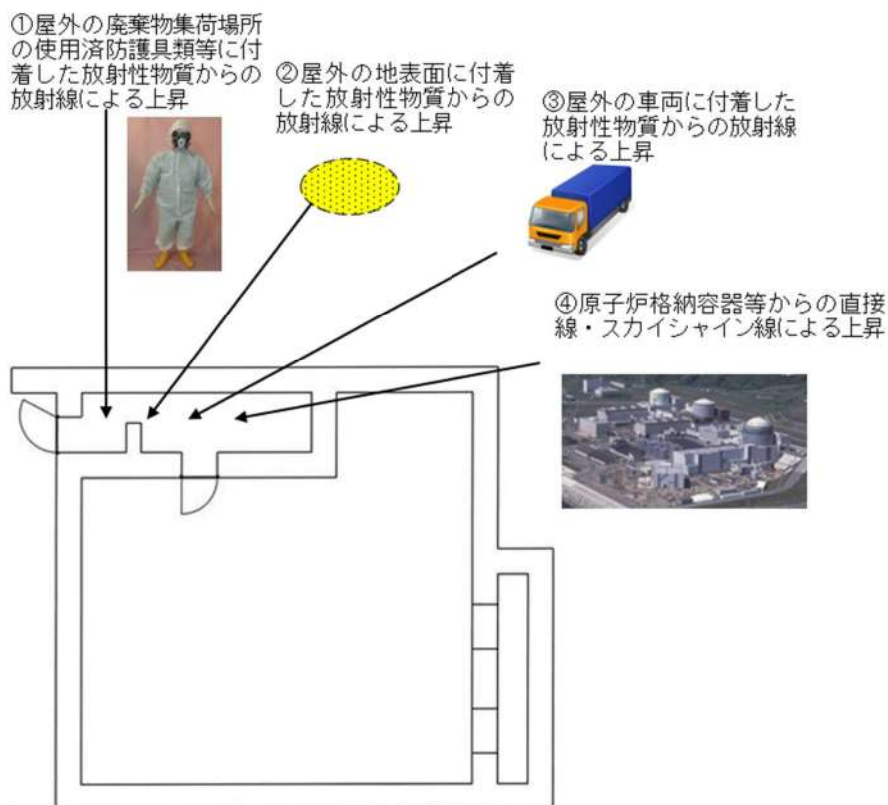 ①屋外の廃棄物集荷場所
の使用済防護具類等に付
着した放射性物質からの
放射線による上昇
②屋外の地表面に付着
した放射性物質からの
放射線による上昇
③屋外の車両に付着した
放射性物質からの放射線
による上昇
④原子炉格納容器等からの直接
線・スカイシャイン線による上昇